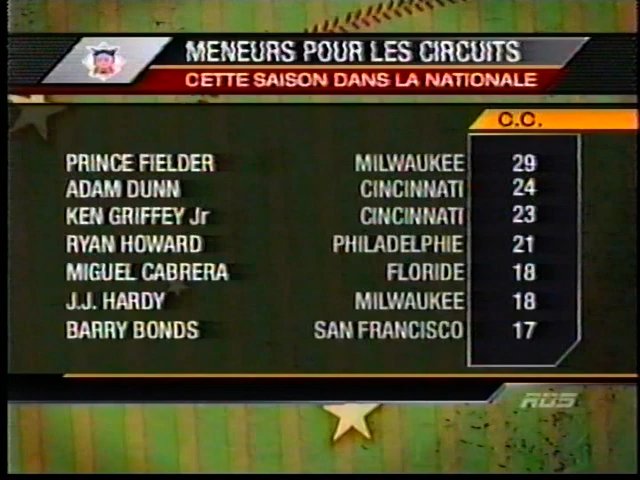 MENEURS POUR LES CIRCUITS
CETTE SAISON DANS LA NATIONALE
C.C.
PRINCE FIELDER MILWAUKEE 29
ADAM DUNN CINCINNATI 24
KEN GRIFFEY Jr CINCINNATI 23
RYAN HOWARD PHILADELPHIE 21
MIGUEL CABRERA FLORIDE 18
J.J. HARDY MILWAUKEE 18
BARRY BONDS SAN FRANCISCO 17
RDS